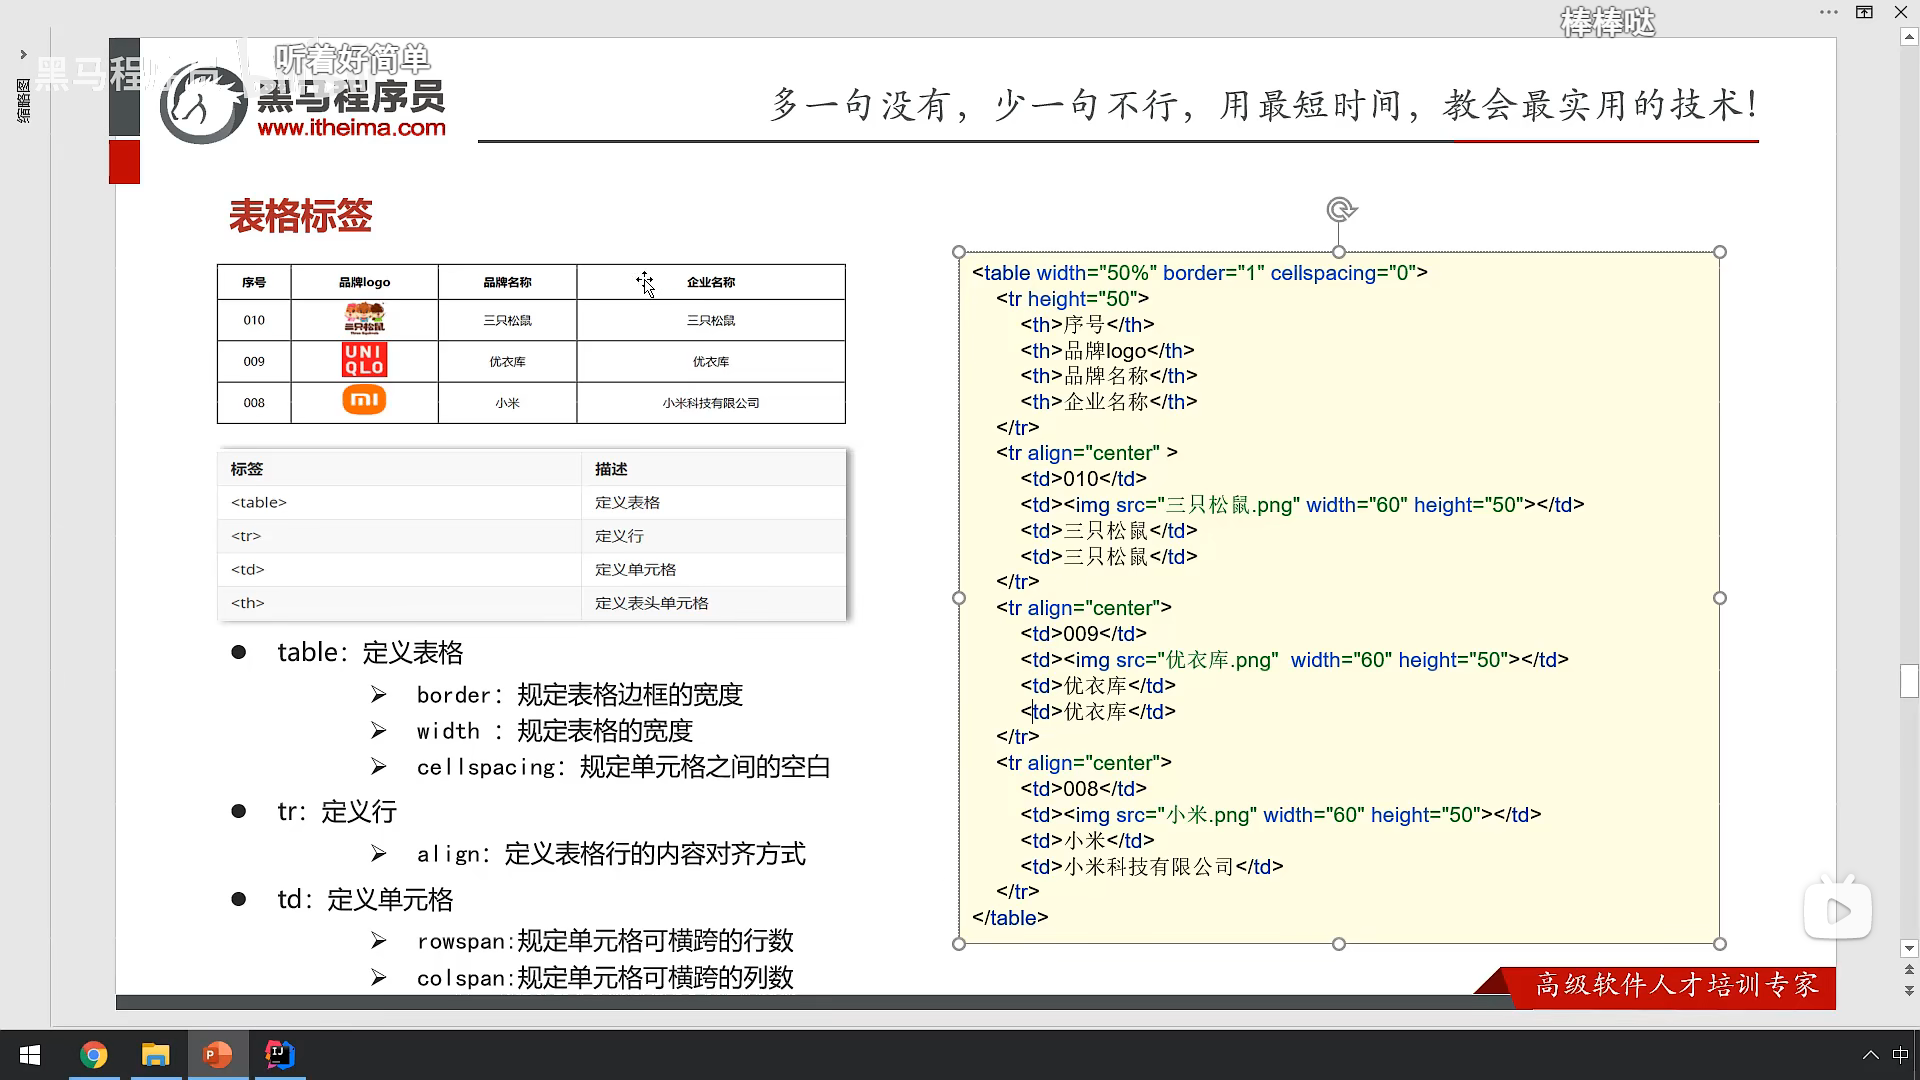 棒棒哒
缩略图
听着好简单
黑马程序员
www.itheima.com
多一句没有，少一句不行，用最短时间，教会最实用的技术！
表格标签
序号 品牌logo 品牌名称 企业名称
010 三只松鼠 三只松鼠 三只松鼠
009 UNI QLO 优衣库 优衣库
008 mi 小米 小米科技有限公司
标签 描述
<table> 定义表格
<tr> 定义行
<td> 定义单元格
<th> 定义表头单元格
● table：定义表格
➢ border：规定表格边框的宽度
➢ width ：规定表格的宽度
➢ cellspacing：规定单元格之间的空白
● tr：定义行
➢ align：定义表格行的内容对齐方式
● td：定义单元格
➢ rowspan:规定单元格可横跨的行数
➢ colspan:规定单元格可横跨的列数
<table width="50%" border="1" cellspacing="0">
<tr height="50">
<th>序号</th>
<th>品牌logo</th>
<th>品牌名称</th>
<th>企业名称</th>
</tr>
<tr align="center" >
<td>010</td>
<td><img src="三只松鼠.png" width="60" height="50"></td>
<td>三只松鼠</td>
<td>三只松鼠</td>
</tr>
<tr align="center">
<td>009</td>
<td><img src="优衣库.png"  width="60" height="50"></td>
<td>优衣库</td>
<td>优衣库</td>
</tr>
<tr align="center">
<td>008</td>
<td><img src="小米.png" width="60" height="50"></td>
<td>小米</td>
<td>小米科技有限公司</td>
</tr>
</table>
高级软件人才培训专家
中